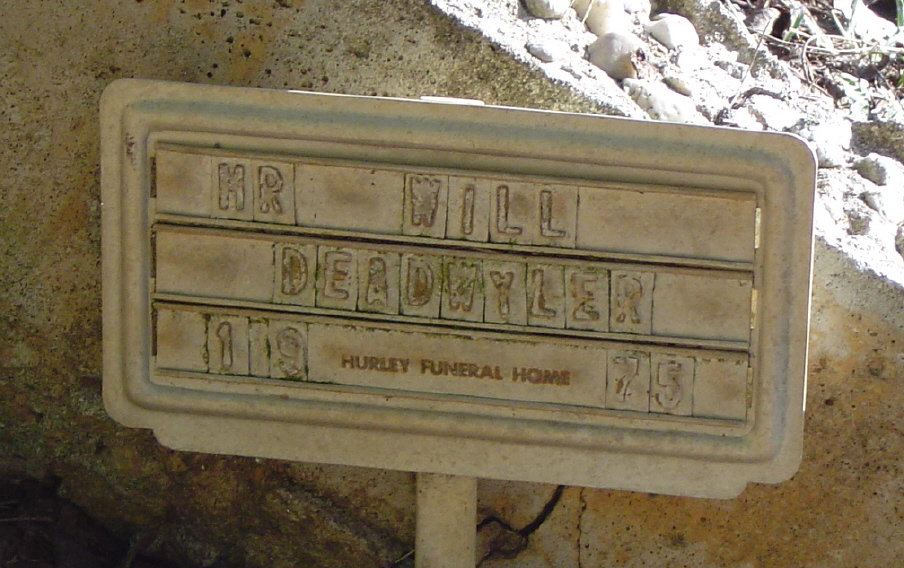 MR WILL
DEADWYLER
19 HURLEY FUNERAL HOME 75